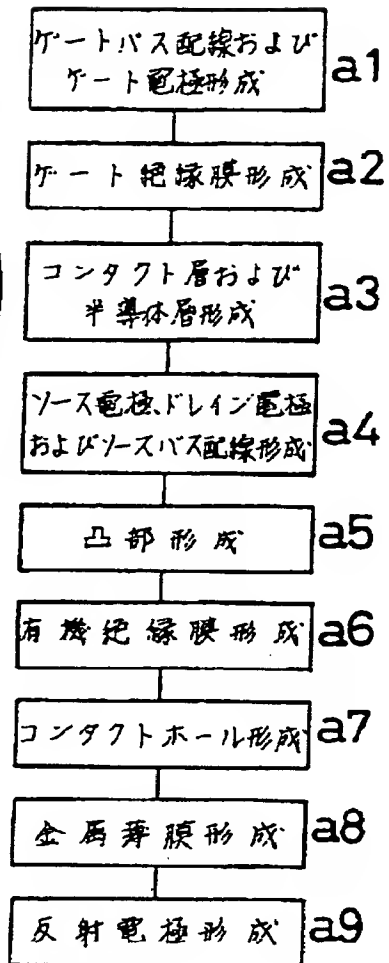 ゲートバス配線および
ゲート電極形成
a1
ゲート絶縁膜形成
a2
コンタクト層および
半導体層形成
a3
ソース電極、ドレイン電極
およびソースバス配線形成
a4
凸部形成
a5
有機絶縁膜形成
a6
コンタクトホール形成
a7
金属薄膜形成
a8
反射電極形成
a9